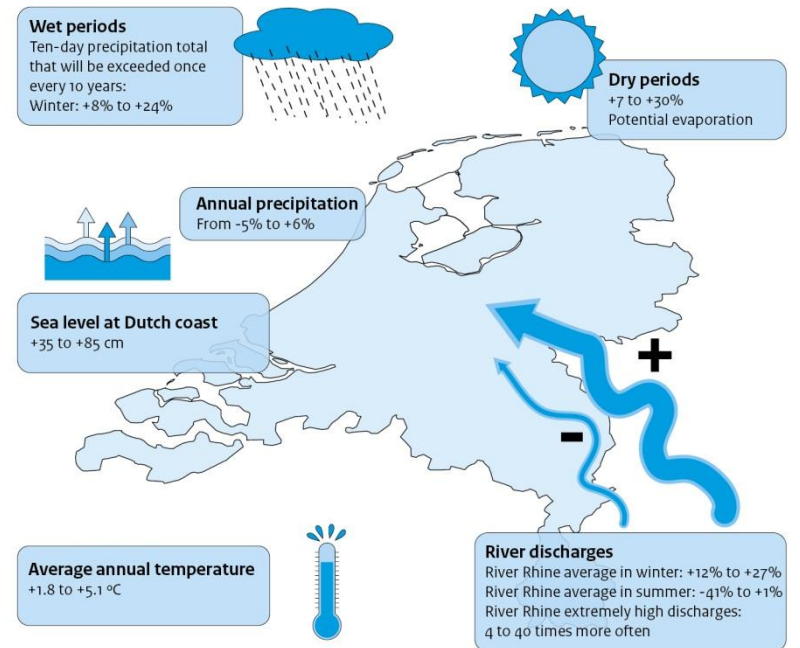 Wet periods
Ten-day precipitation total
that will be exceeded once
every 10 years:
Winter: +8% to +24%
Dry periods
+7 to +30%
Potential evaporation
Annual precipitation
From -5% to +6%
Sea level at Dutch coast
+35 to +85 cm
+
-
Average annual temperature
+1.8 to +5.1 ºC
River discharges
River Rhine average in winter: +12% to +27%
River Rhine average in summer: -41% to +1%
River Rhine extremely high discharges:
4 to 40 times more often